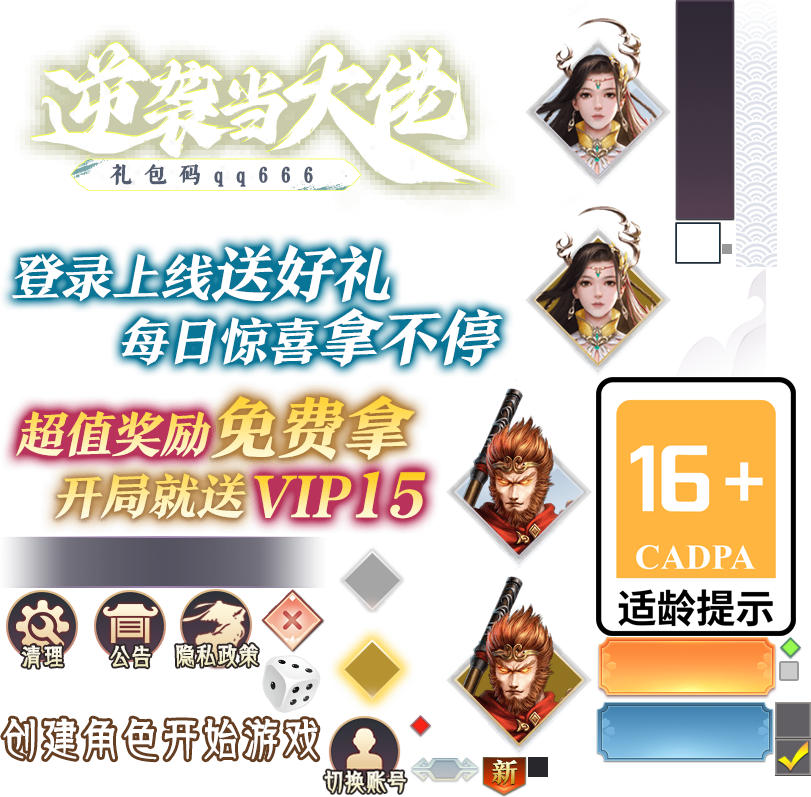 逆袭当大佬
礼包码qq666
登录上线送好礼
每日惊喜拿不停
超值奖励免费拿
开局就送VIP15
16+
CADPA
适龄提示
清理
公告
隐私政策
创建角色开始游戏
切换账号
新